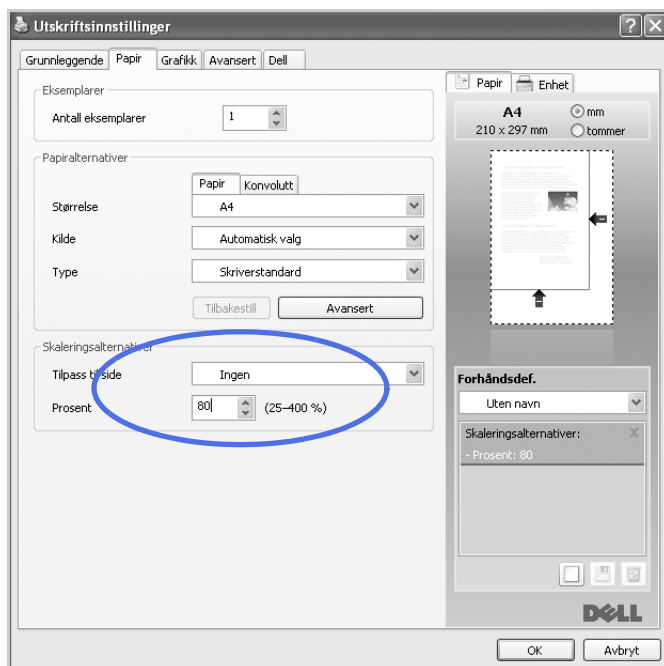 Utskriftsinnstillinger
Grunnleggende Papir Grafikk Avansert Dell
Eksemplarer
Antall eksemplarer 1
Papiralternativer
Papir Konvolutt
Størrelse A4
Kilde Automatisk valg
Type Skriverstandard
Tilbakestill Avansert
Skaleringsalternativer
Tilpass til side Ingen
Prosent 80 (25–400 %)
Papir Enhet
A4 mm
210 x 297 mm tommer
Forhåndsdef.
Uten navn
Skaleringsalternativer:
- Prosent: 80
DELL
OK Avbryt